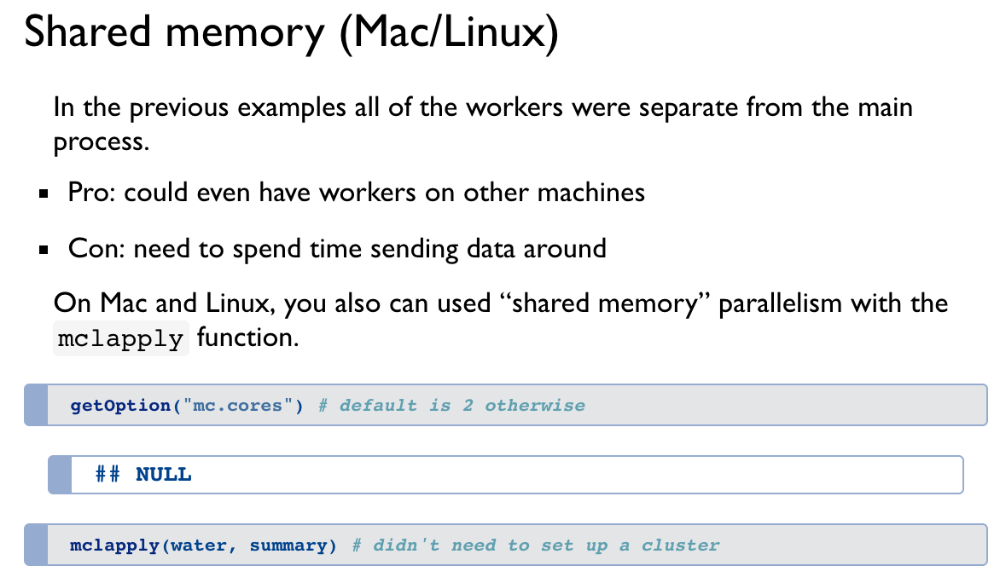 Shared memory (Mac/Linux)
In the previous examples all of the workers were separate from the main
process.
▪ Pro: could even have workers on other machines
▪ Con: need to spend time sending data around
On Mac and Linux, you also can used “shared memory” parallelism with the
mclapply function.
getOption("mc.cores") # default is 2 otherwise
## NULL
mclapply(water, summary) # didn't need to set up a cluster